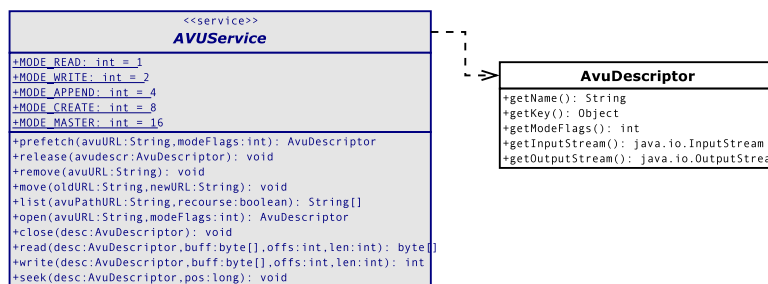 <<service>>
AVUService
+MODE_READ: int = 1
+MODE_WRITE: int = 2
+MODE_APPEND: int = 4
+MODE_CREATE: int = 8
+MODE_MASTER: int = 16
+prefetch(avuURL:String,modeFlags:int): AvuDescriptor
+release(avudescr:AvuDescriptor): void
+remove(avuURL:String): void
+move(oldURL:String,newURL:String): void
+list(avuPathURL:String,recourse:boolean): String[]
+open(avuURL:String,modeFlags:int): AvuDescriptor
+close(desc:AvuDescriptor): void
+read(desc:AvuDescriptor,buff:byte[],offs:int,len:int): byte[]
+write(desc:AvuDescriptor,buff:byte[],offs:int,len:int): int
+seek(desc:AvuDescriptor,pos:long): void
AvuDescriptor
+getName(): String
+getKey(): Object
+getModeFlags(): int
+getInputStream(): java.io.InputStream
+getOutputStream(): java.io.OutputStrea